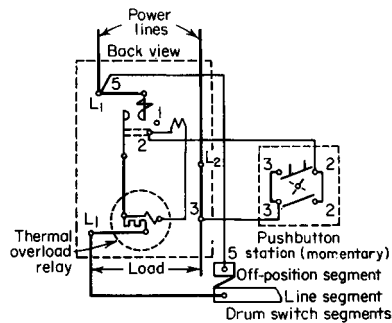 Power
lines
Back view
5
L1
1
2
L2
3
2
3
2
3
L1
Thermal
overload
relay
Load
5
Pushbutton
station (momentary)
Off-position segment
Line segment
Drum switch segments